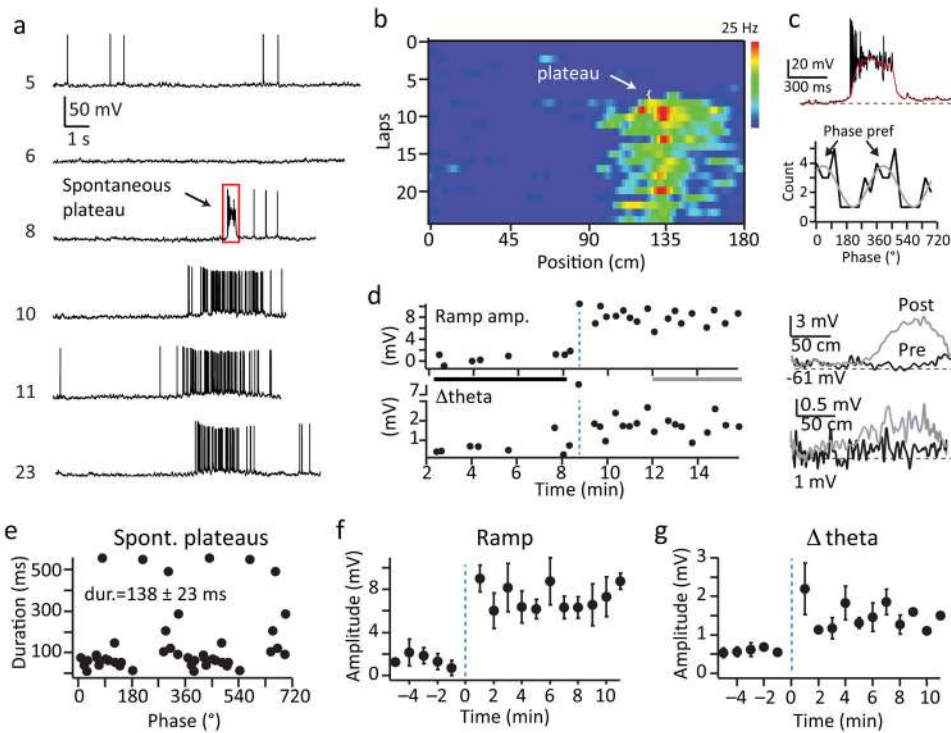 a
5
50 mV
1 s
6
Spontaneous
plateau
8
10
11
23
b
25 Hz
0
5
10
15
20
Laps
plateau
0 45 90 135 180
Position (cm)
c
20 mV
300 ms
Phase pref
Count
4
2
0
0 180 360 540 720
Phase (°)
d
Ramp amp.
(mV)
10
8
4
0
Δtheta
(mV)
7
2
1
2 4 6 8 10 12 14
Time (min)
3 mV
50 cm
Post
Pre
-61 mV
0.5 mV
50 cm
1 mV
e
Spont. plateaus
dur.=138 ± 23 ms
Duration (ms)
500
300
100
0 180 360 540 720
Phase (°)
f
Ramp
Amplitude (mV)
8
4
0
−4 −2 0 2 4 6 8 10
Time (min)
g
Δ theta
Amplitude (mV)
3
2
1
0
−4 −2 0 2 4 6 8 10
Time (min)